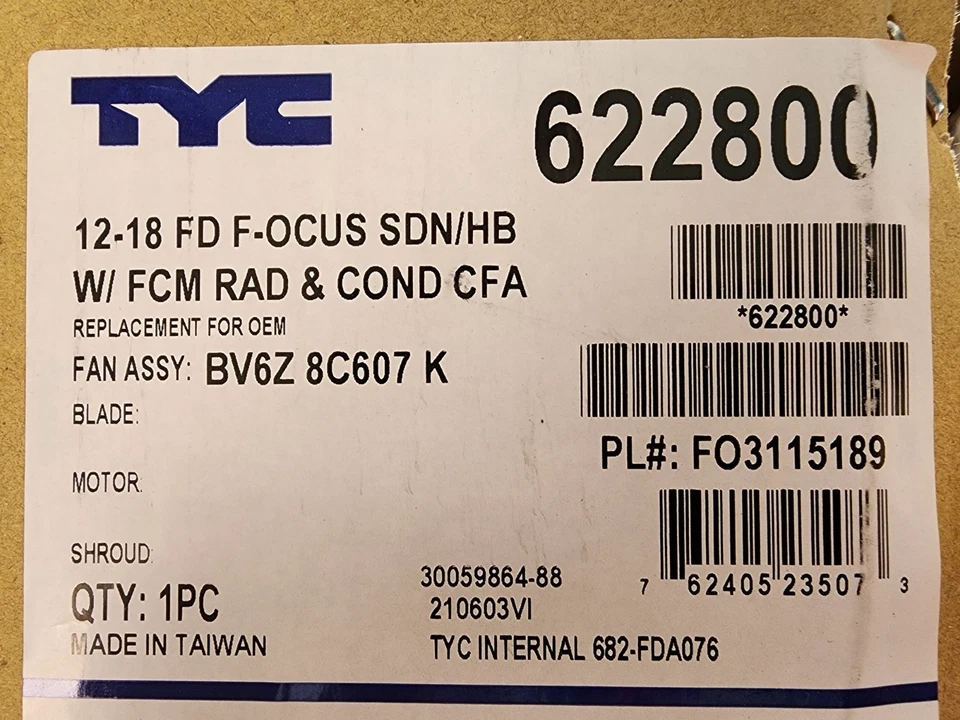 TYC
622800
12-18 FD F-OCUS SDN/HB
W/ FCM RAD & COND CFA
*622800*
REPLACEMENT FOR OEM
FAN ASSY: BV6Z 8C607 K
BLADE:
PL#: FO3115189
MOTOR:
SHROUD:
7 62405 23507 3
QTY: 1PC
30059864-88
210603VI
MADE IN TAIWAN
TYC INTERNAL 682-FDA076